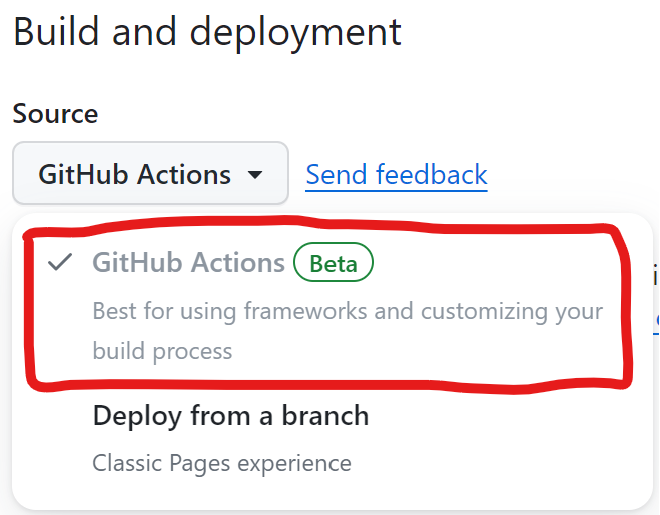 Build and deployment
Source
GitHub Actions
Send feedback
GitHub Actions Beta
Best for using frameworks and customizing your
build process
Deploy from a branch
Classic Pages experience